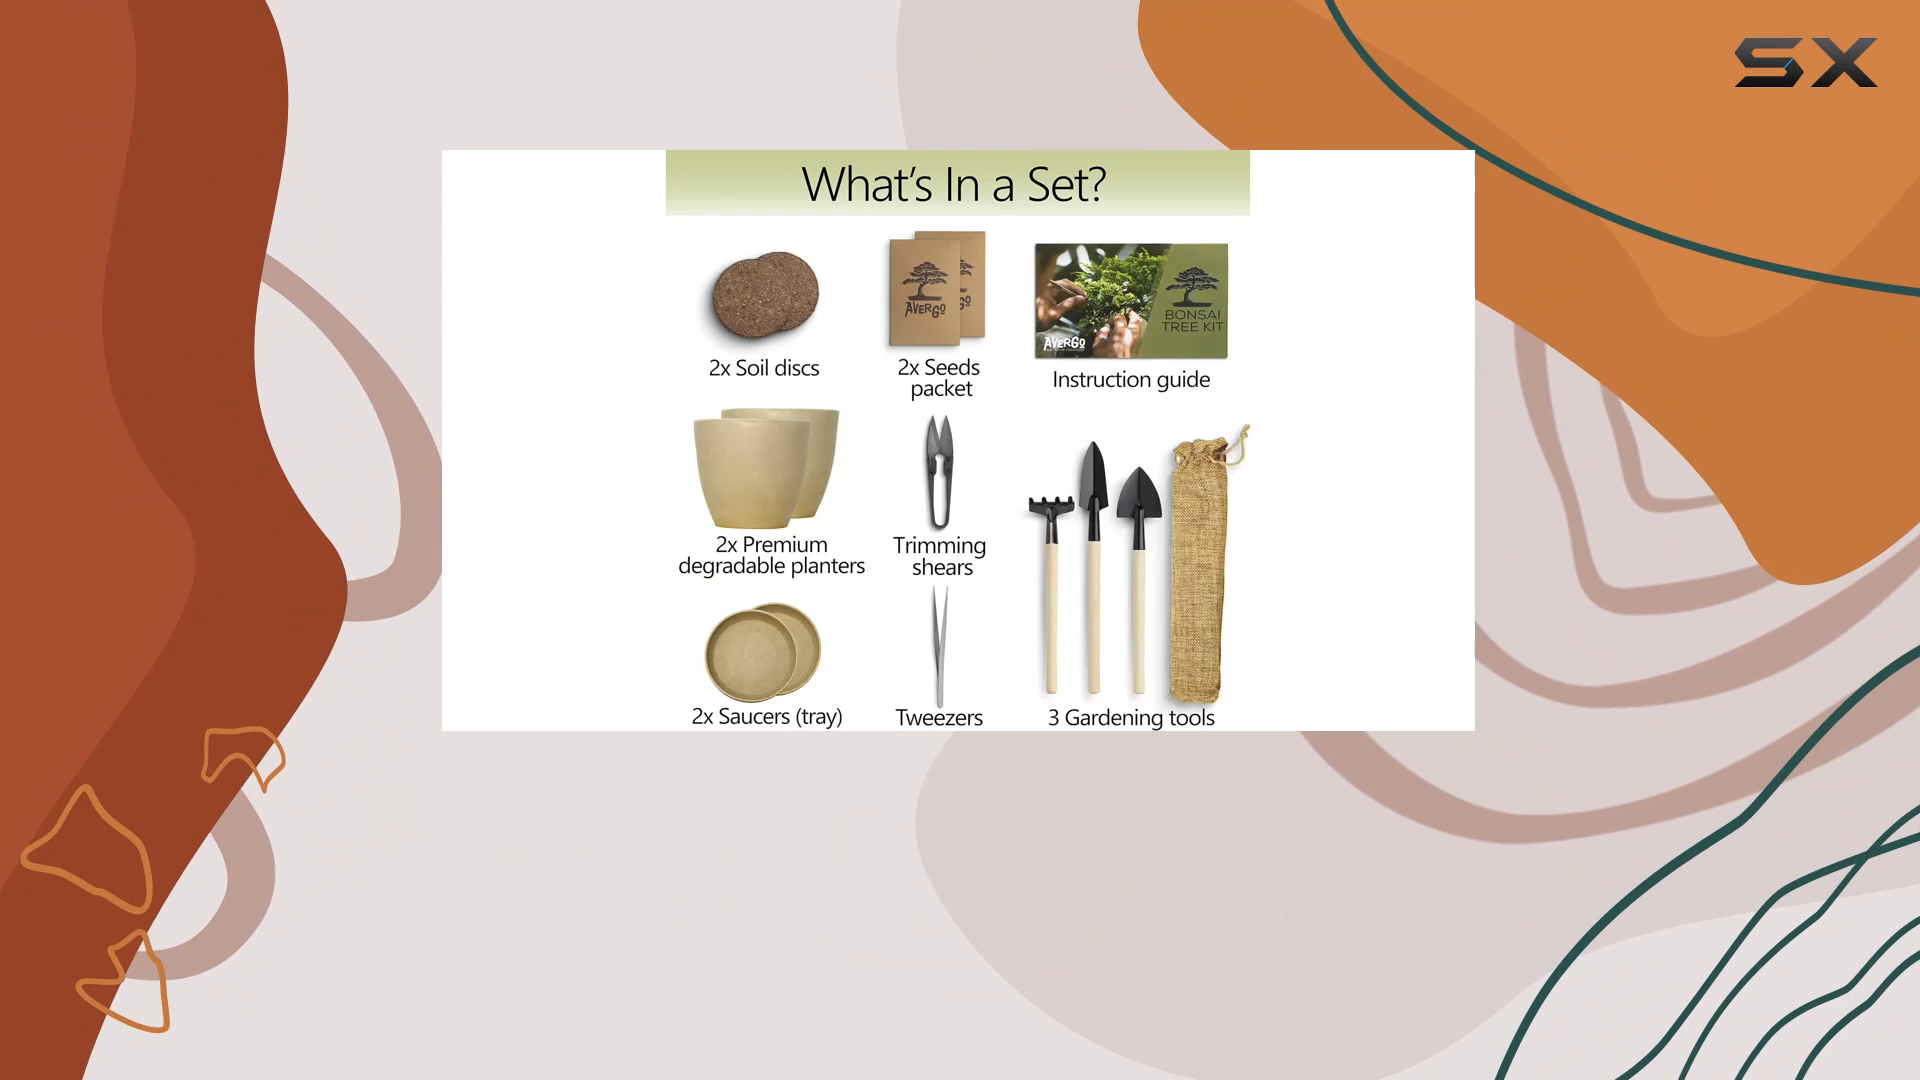 SX
What's In a Set?
AVERGO
GO
BONSAI
TREE KIT
AVERGO
2x Soil discs
2x Seeds
packet
Instruction guide
2x Premium
degradable planters
Trimming
shears
2x Saucers (tray)
Tweezers
3 Gardening tools